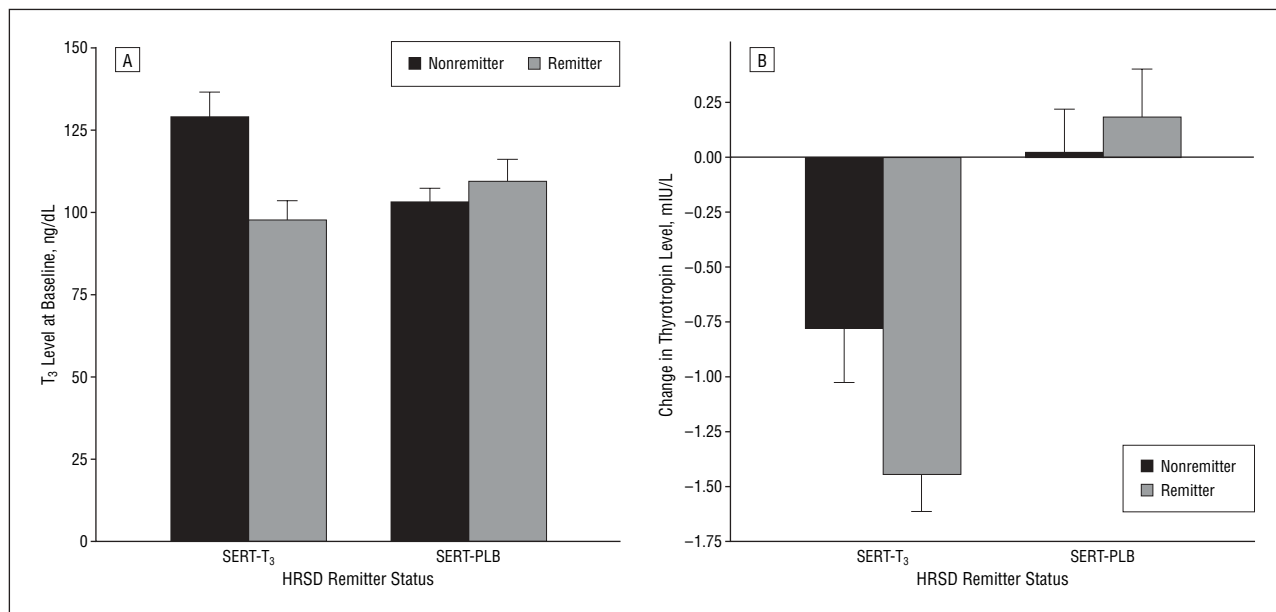 A
Nonremitter
Remitter
150
125
100
75
50
25
0
T₃ Level at Baseline, ng/dL
SERT-T₃
SERT-PLB
HRSD Remitter Status
B
0.25
0.00
−0.25
−0.50
−0.75
−1.00
−1.25
−1.50
−1.75
Change in Thyrotropin Level, mIU/L
Nonremitter
Remitter
SERT-T₃
SERT-PLB
HRSD Remitter Status